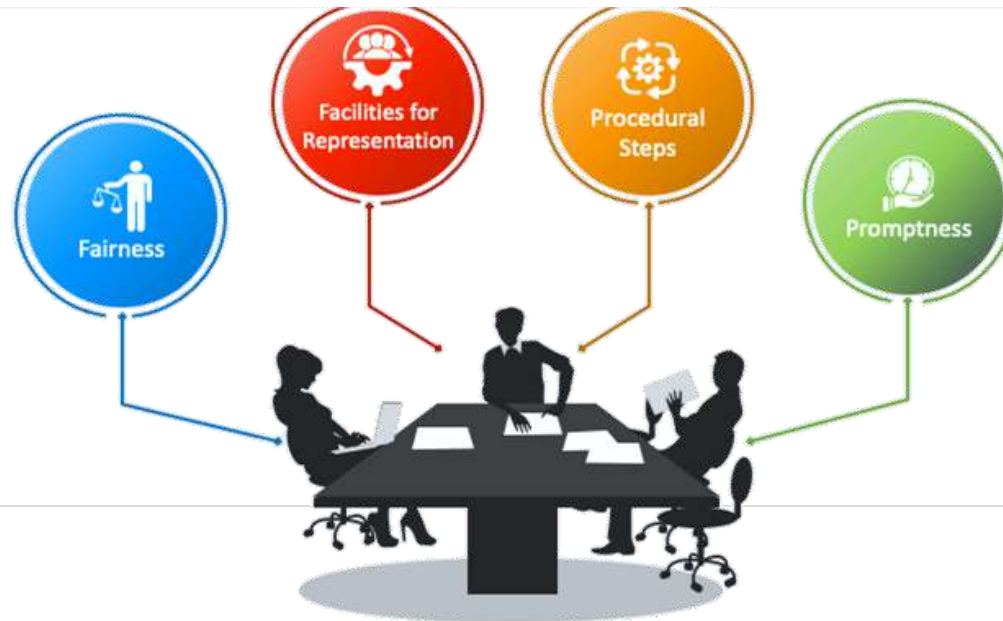 Fairness
Facilities for
Representation
Procedural
Steps
Promptness